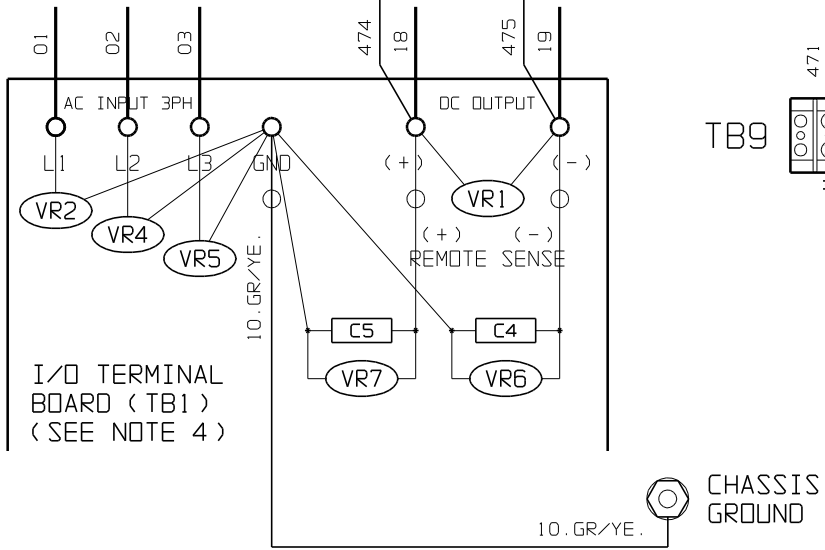 01 02 03 474 18 475 19 471
AC INPUT 3PH DC OUTPUT
TB9
L1 L2 L3 GND (+) (-)
VR2 VR4 VR5 VR1
(+) (-)
REMOTE SENSE
10.GR/YE.
C5 C4
VR7 VR6
I/O TERMINAL
BOARD (TB1)
(SEE NOTE 4)
CHASSIS
GROUND
10.GR/YE.